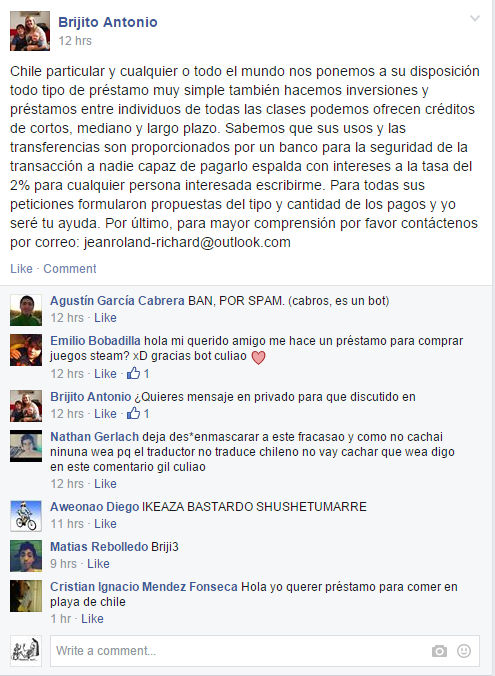 Brijito Antonio
12 hrs
Chile particular y cualquier o todo el mundo nos ponemos a su disposición
todo tipo de préstamo muy simple también hacemos inversiones y
préstamos entre individuos de todas las clases podemos ofrecen créditos
de cortos, mediano y largo plazo. Sabemos que sus usos y las
transferencias son proporcionados por un banco para la seguridad de la
transacción a nadie capaz de pagarlo espalda con intereses a la tasa del
2% para cualquier persona interesada escribirme. Para todas sus
peticiones formularon propuestas del tipo y cantidad de los pagos y yo
seré tu ayuda. Por último, para mayor comprensión por favor contáctenos
por correo: jeanroland-richard@outlook.com
Like · Comment
Agustín García Cabrera BAN, POR SPAM. (cabros, es un bot)
12 hrs · Like
Emilio Bobadilla hola mi querido amigo me hace un préstamo para comprar
juegos steam? xD gracias bot culiao
12 hrs · Like · 1
Brijito Antonio ¿Quieres mensaje en privado para que discutido en
12 hrs · Like · 1
Nathan Gerlach deja des*enmascarar a este fracasao y como no cachai
ninuna wea pq el traductor no traduce chileno no vay cachar que wea digo
en este comentario gil culiao
12 hrs · Like
Aweonao Diego IKEAZA BASTARDO SHUSHETUMARRE
11 hrs · Like
Matias Rebolledo Briji3
9 hrs · Like
Cristian Ignacio Mendez Fonseca Hola yo querer préstamo para comer en
playa de chile
1 hr · Like
Write a comment...